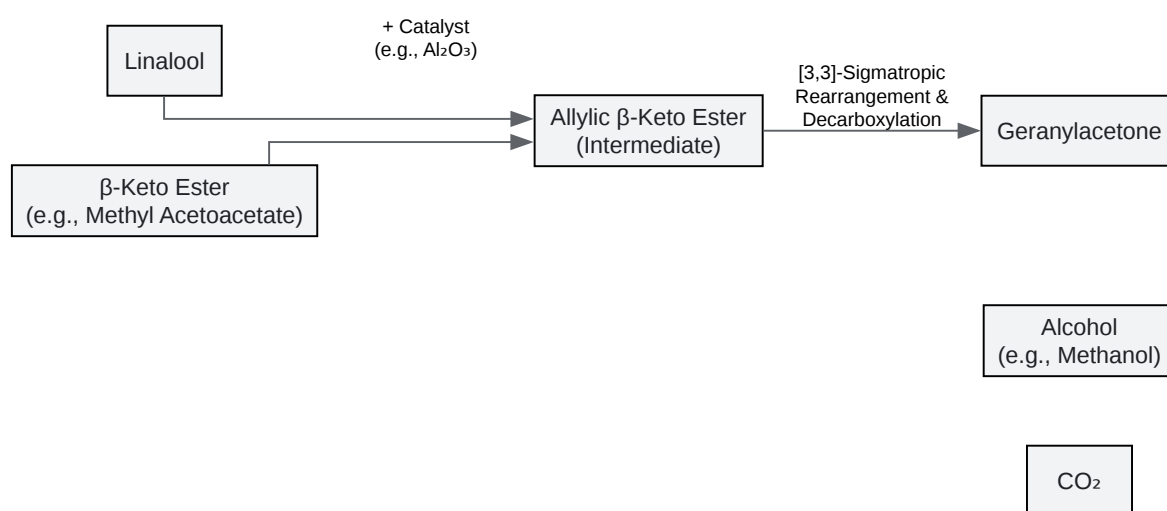 + Catalyst
(e.g., Al₂O₃)
Linalool
[3,3]-Sigmatropic
Rearrangement &
Decarboxylation
Allylic β-Keto Ester
(Intermediate)
Geranylacetone
β-Keto Ester
(e.g., Methyl Acetoacetate)
Alcohol
(e.g., Methanol)
CO₂